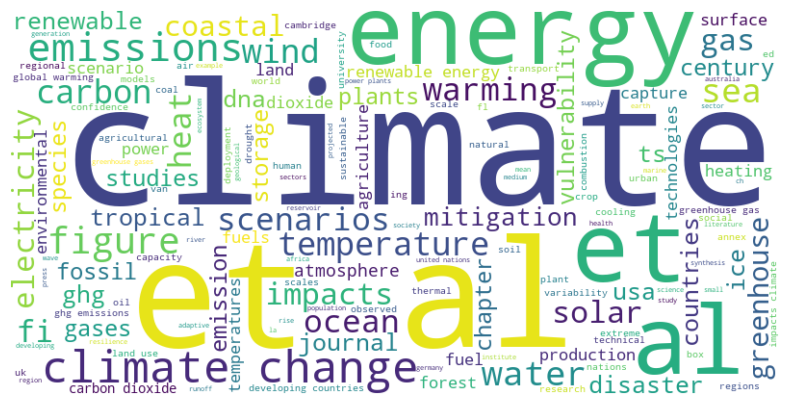 renewable
generation
coastal
cambridge
energy
surface
emissions
wind
food
university
gas
regional
scenario
air
example
land
renewable energy
transport
vulnerability
century
ed
global warming
models
carbon
confidence
coal
heat
dna
dioxide
world
plants
power plants
warming
scale
fl
supply
australia
earth
capture
sea
sector
electricity
environmental
species
agricultural
power
ecosystem
greenhouse gases
studies
van
deployment
geological
storage
drought
projected
human
sectors
sustainable
agriculture
natural
mean
medium
ing
crop
combustion
ts
marine
urban
technologies
heating
ch
climate
tropical
reservoir
scenarios
society
mitigation
cooling
health
greenhouse gas
social
literature
press
figure
river
fuels
temperature
et al
et
al
soil
annex
countries
ice
greenhouse
wave
fossil
capacity
africa
atmosphere
united nations
chapter
plant
science
synthesis
impacts climate
ghg
oil
emission
scales
impacts
thermal
variability
usa
small
study
fi
gases
ghg emissions
adaptive
temperatures
rise
population
observed
ocean
solar
extreme
technical
box
developing
resilience
land use
la
journal
germany
fuel
production
nations
uk
region
climate change
carbon dioxide
runoff
developing countries
institute
forest
water
research
disaster
regions